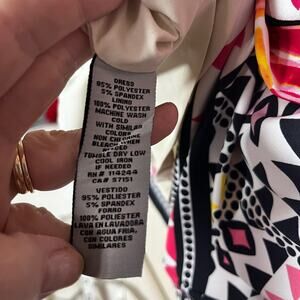 DRESS
95% POLYESTER
5% SPANDEX
LINING
100% POLYESTER
MACHINE WASH
COLD
WITH SIMILAR
COLORS
NON CHLORINE
BLEACH WHEN
NEEDED
TUMBLE DRY LOW
COOL IRON
IF NEEDED
RN# 114244
CA# 57151
VESTIDO
95% POLIESTER
5% SPANDEX
FORRO
100% POLIESTER
LAVA EN LAVADORA
CON AGUA FRIA,
CON COLORES
SIMILARES